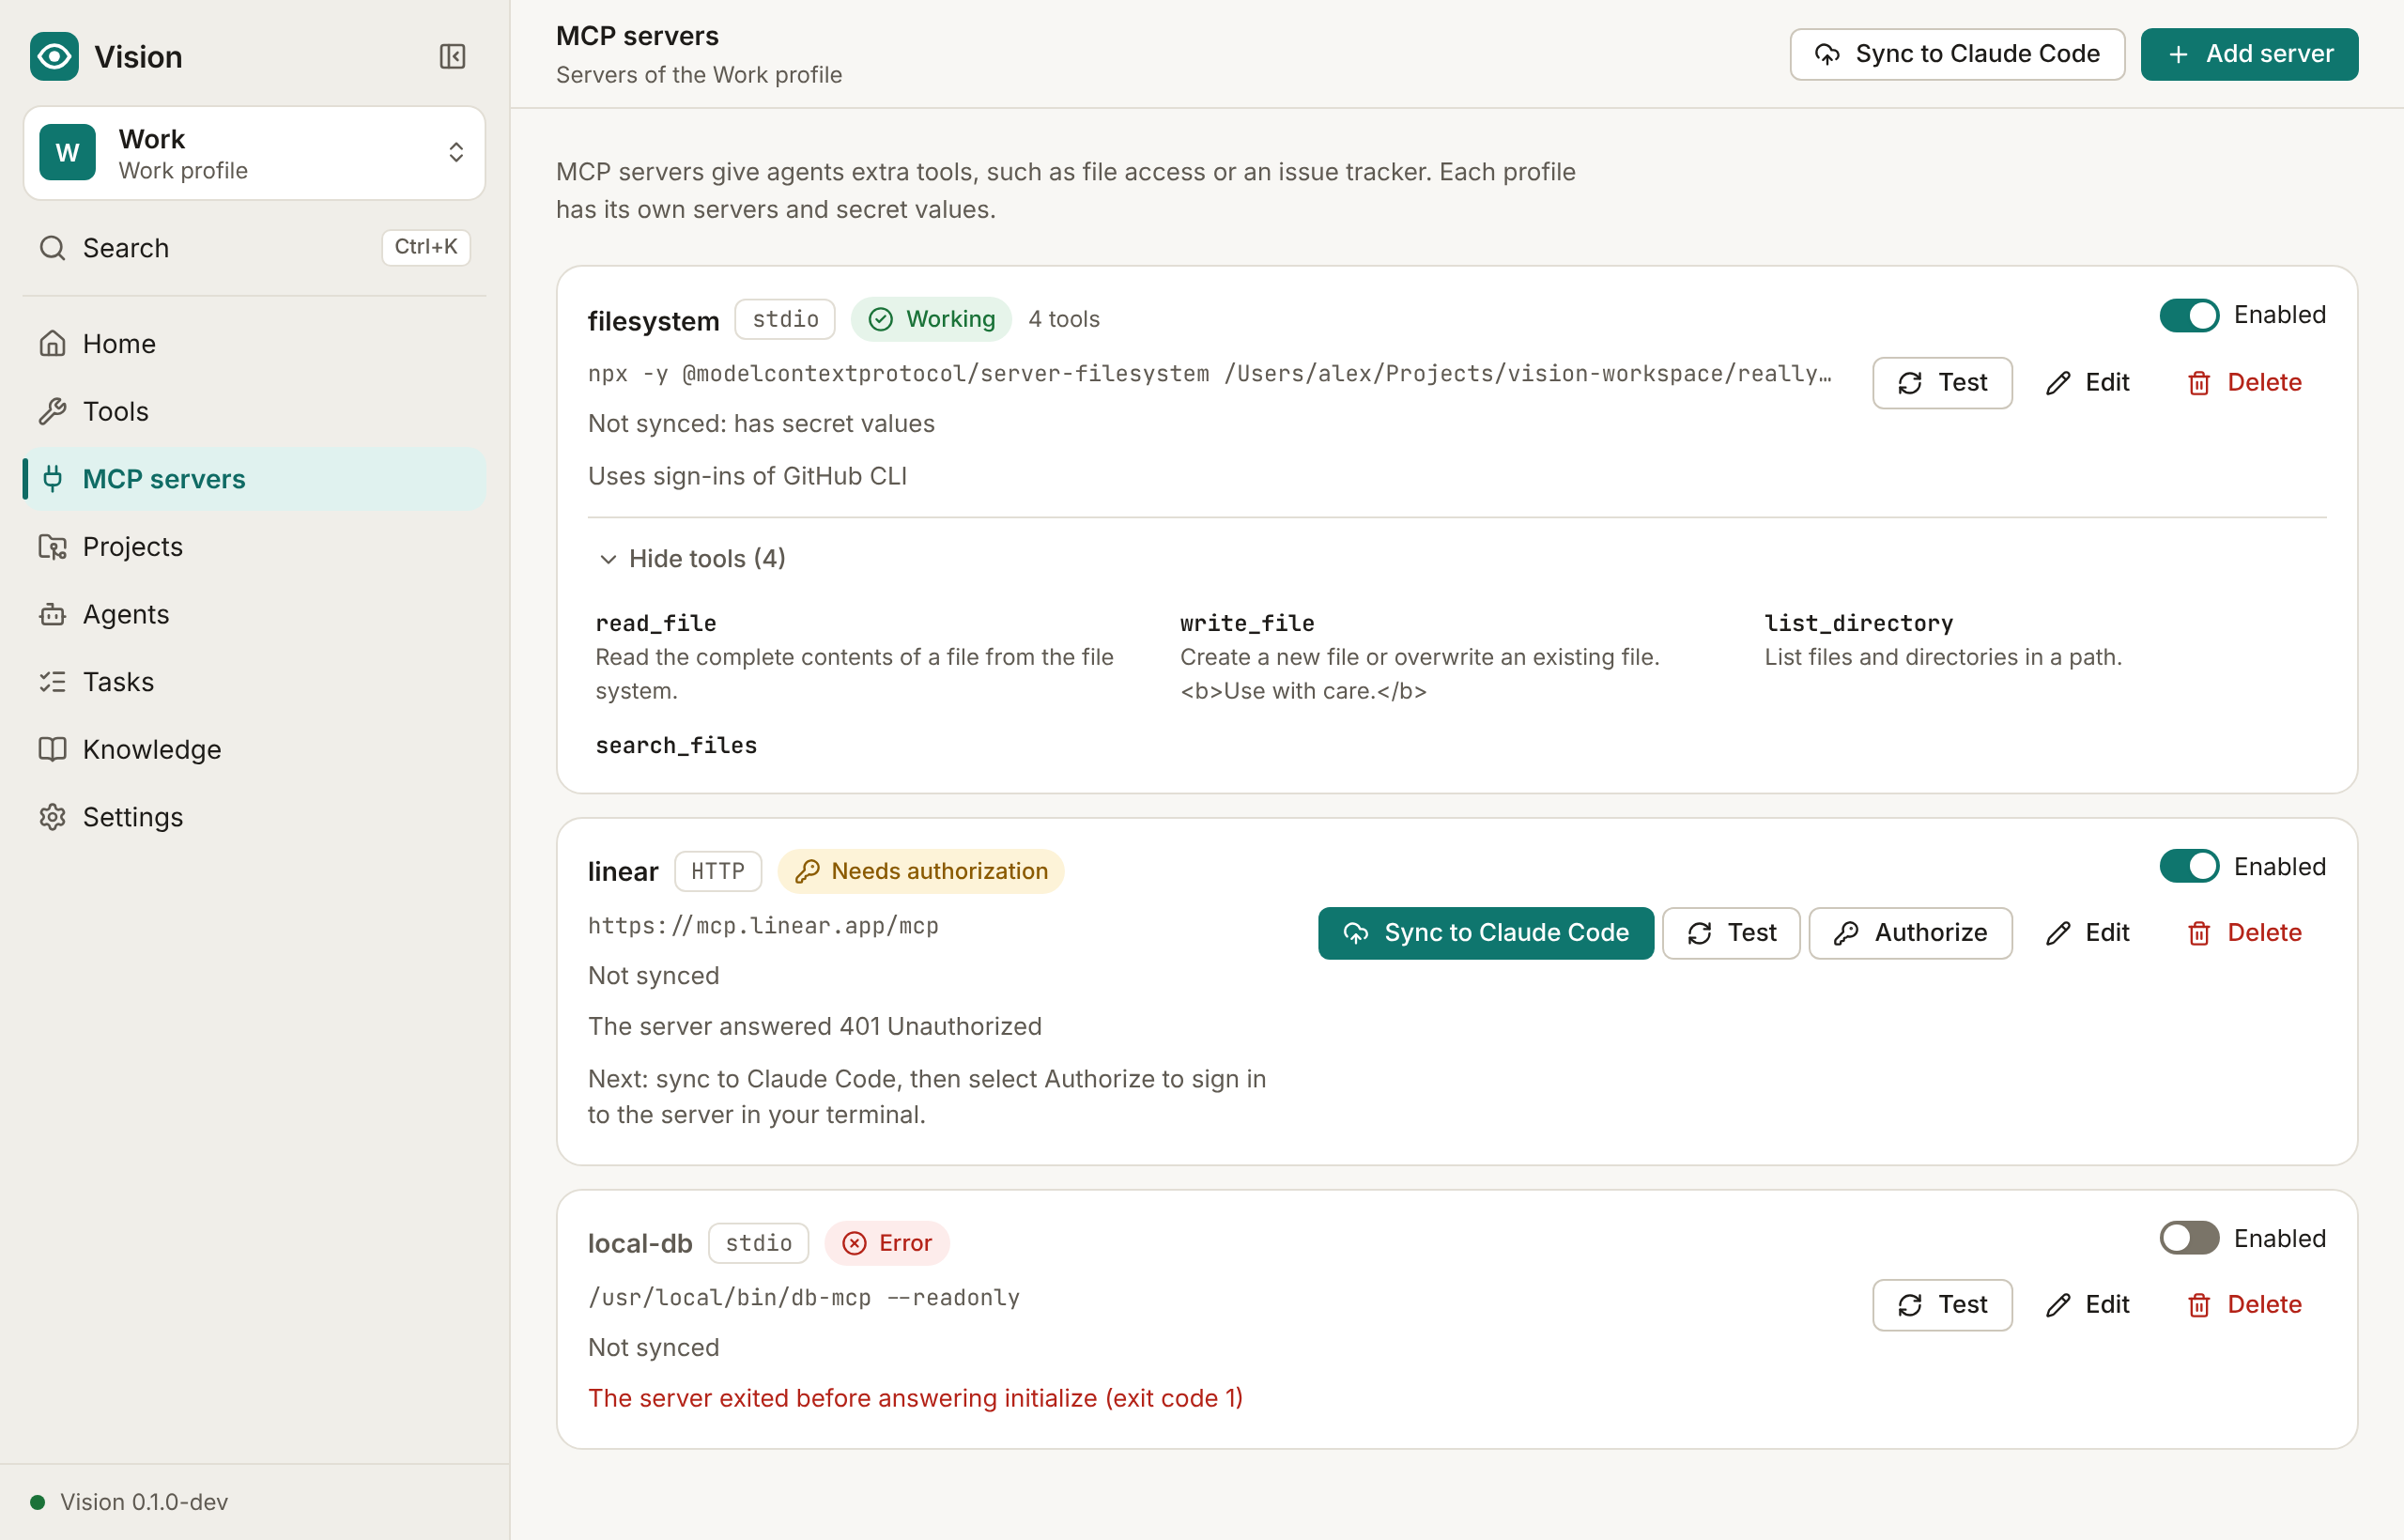 Vision
W
Work
Work profile
Search
Ctrl+K
Home
Tools
MCP servers
Projects
Agents
Tasks
Knowledge
Settings
Vision 0.1.0-dev
MCP servers
Servers of the Work profile
Sync to Claude Code
Add server
MCP servers give agents extra tools, such as file access or an issue tracker. Each profile
has its own servers and secret values.
filesystem stdio Working 4 tools
Enabled
npx -y @modelcontextprotocol/server-filesystem /Users/alex/Projects/vision-workspace/really…
Test Edit Delete
Not synced: has secret values
Uses sign-ins of GitHub CLI
Hide tools (4)
read_file
Read the complete contents of a file from the file
system.
write_file
Create a new file or overwrite an existing file.
<b>Use with care.</b>
list_directory
List files and directories in a path.
search_files
linear HTTP Needs authorization
Enabled
https://mcp.linear.app/mcp
Sync to Claude Code Test Authorize Edit Delete
Not synced
The server answered 401 Unauthorized
Next: sync to Claude Code, then select Authorize to sign in
to the server in your terminal.
local-db stdio Error
Enabled
/usr/local/bin/db-mcp --readonly
Test Edit Delete
Not synced
The server exited before answering initialize (exit code 1)